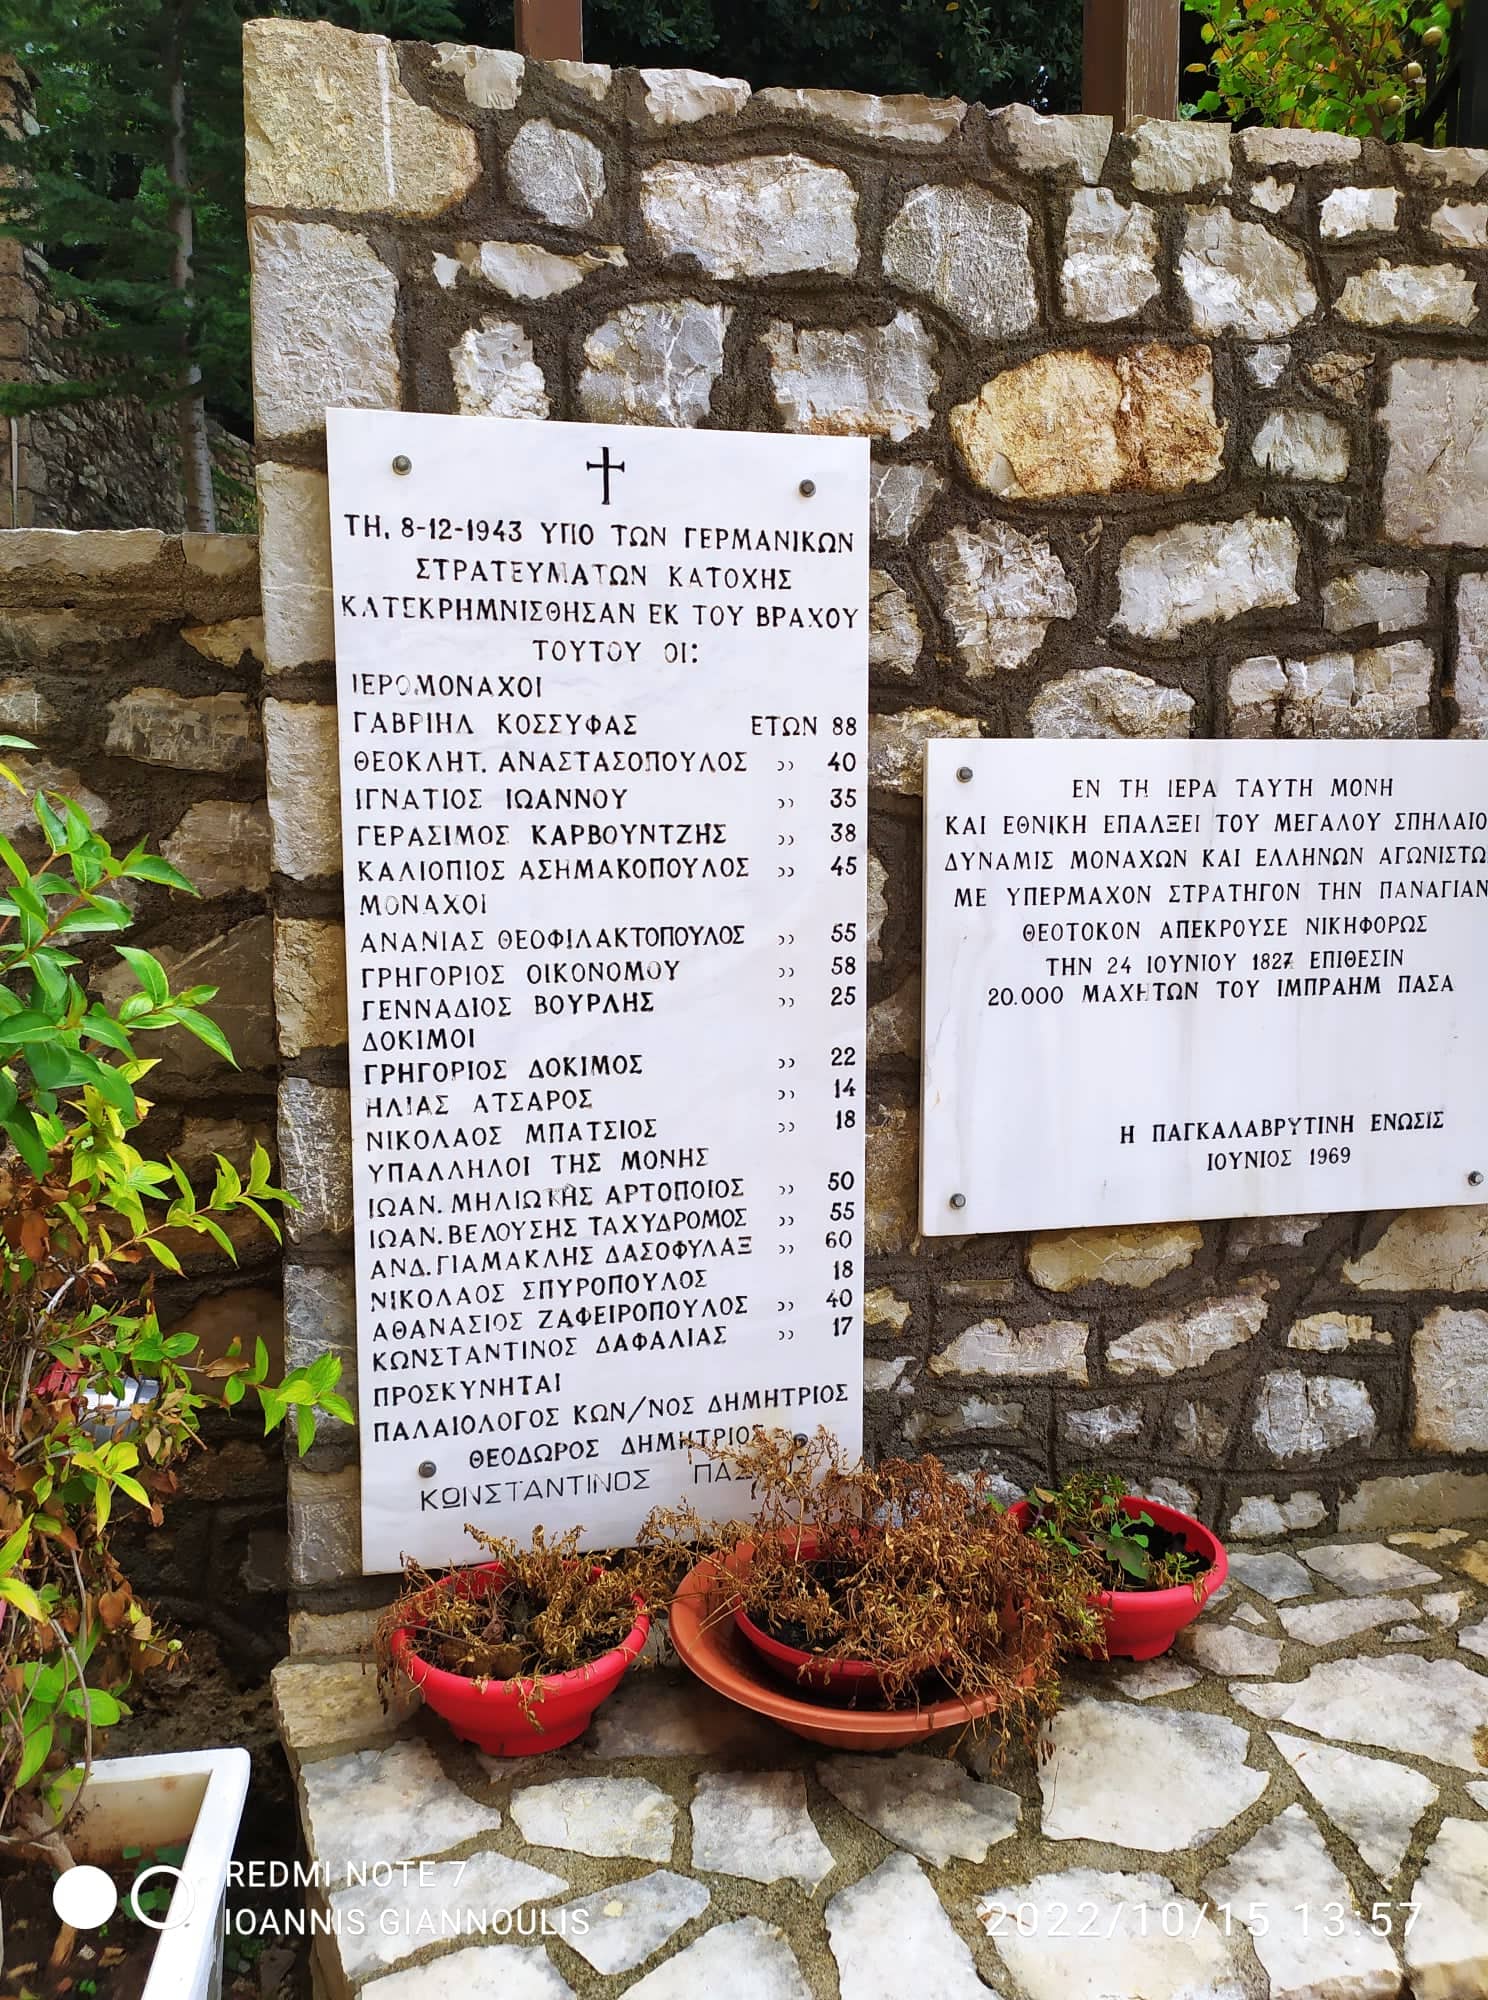 ΤΗ. 8-12-1943 ΥΠΟ ΤΩΝ ΓΕΡΜΑΝΙΚΩΝ
ΣΤΡΑΤΕΥΜΑΤΩΝ ΚΑΤΟΧΗΣ
ΚΑΤΕΚΡΗΜΝΙΣΘΗΣΑΝ ΕΚ ΤΟΥ ΒΡΑΧΟΥ
ΤΟΥΤΟΥ ΟΙ:
ΙΕΡΟΜΟΝΑΧΟΙ
ΓΑΒΡΙΗΛ ΚΟΣΣΥΦΑΣ ΕΤΩΝ 88
ΘΕΟΚΛΗΤ. ΑΝΑΣΤΑΣΟΠΟΥΛΟΣ ,, 40
ΙΓΝΑΤΙΟΣ ΙΩΑΝΝΟΥ ,, 35
ΓΕΡΑΣΙΜΟΣ ΚΑΡΒΟΥΝΤΖΗΣ ,, 38
ΚΑΛΙΟΠΙΟΣ ΑΣΗΜΑΚΟΠΟΥΛΟΣ ,, 45
ΜΟΝΑΧΟΙ
ΑΝΑΝΙΑΣ ΘΕΟΦΙΛΑΚΤΟΠΟΥΛΟΣ ,, 55
ΓΡΗΓΟΡΙΟΣ ΟΙΚΟΝΟΜΟΥ ,, 58
ΓΕΝΝΑΔΙΟΣ ΒΟΥΡΛΗΣ ,, 25
ΔΟΚΙΜΟΙ
ΓΡΗΓΟΡΙΟΣ ΔΟΚΙΜΟΣ ,, 22
ΗΛΙΑΣ ΑΤΣΑΡΟΣ ,, 14
ΝΙΚΟΛΑΟΣ ΜΠΑΤΣΙΟΣ ,, 18
ΥΠΑΛΛΗΛΟΙ ΤΗΣ ΜΟΝΗΣ
ΙΩΑΝ. ΜΗΛΙΩΤΗΣ ΑΡΤΟΠΟΙΟΣ ,, 50
ΙΩΑΝ. ΒΕΛΟΥΣΗΣ ΤΑΧΥΔΡΟΜΟΣ ,, 55
ΑΝΔ. ΓΙΑΜΑΚΛΗΣ ΔΑΣΟΦΥΛΑΞ ,, 60
ΝΙΚΟΛΑΟΣ ΣΠΥΡΟΠΟΥΛΟΣ 18
ΑΘΑΝΑΣΙΟΣ ΖΑΦΕΙΡΟΠΟΥΛΟΣ ,, 40
ΚΩΝΣΤΑΝΤΙΝΟΣ ΔΑΦΑΛΙΑΣ ,, 17
ΠΡΟΣΚΥΝΗΤΑΙ
ΠΑΛΑΙΟΛΟΓΟΣ ΚΩΝ/ΝΟΣ ΔΗΜΗΤΡΙΟΣ
ΘΕΟΔΩΡΟΣ ΔΗΜΗΤΡΙΟΣ
ΚΩΝΣΤΑΝΤΙΝΟΣ
ΕΝ ΤΗ ΙΕΡΑ ΤΑΥΤΗ ΜΟΝΗ
ΚΑΙ ΕΘΝΙΚΗ ΕΠΑΛΞΕΙ ΤΟΥ ΜΕΓΑΛΟΥ ΣΠΗΛΑΙΟ
ΔΥΝΑΜΙΣ ΜΟΝΑΧΩΝ ΚΑΙ ΕΛΛΗΝΩΝ ΑΓΩΝΙΣΤΩ
ΜΕ ΥΠΕΡΜΑΧΟΝ ΣΤΡΑΤΗΓΟΝ ΤΗΝ ΠΑΝΑΓΙΑΝ
ΘΕΟΤΟΚΟΝ ΑΠΕΚΡΟΥΣΕ ΝΙΚΗΦΟΡΩΣ
ΤΗΝ 24 ΙΟΥΝΙΟΥ 1827 ΕΠΙΘΕΣΙΝ
20.000 ΜΑΧΗΤΩΝ ΤΟΥ ΙΜΠΡΑΗΜ ΠΑΣΑ
Η ΠΑΓΚΑΛΑΒΡΥΤΙΝΗ ΕΝΩΣΙΣ
ΙΟΥΝΙΟΣ 1969
REDMI NOTE 7
IOANNIS GIANNOULIS
2022/10/15 13:57